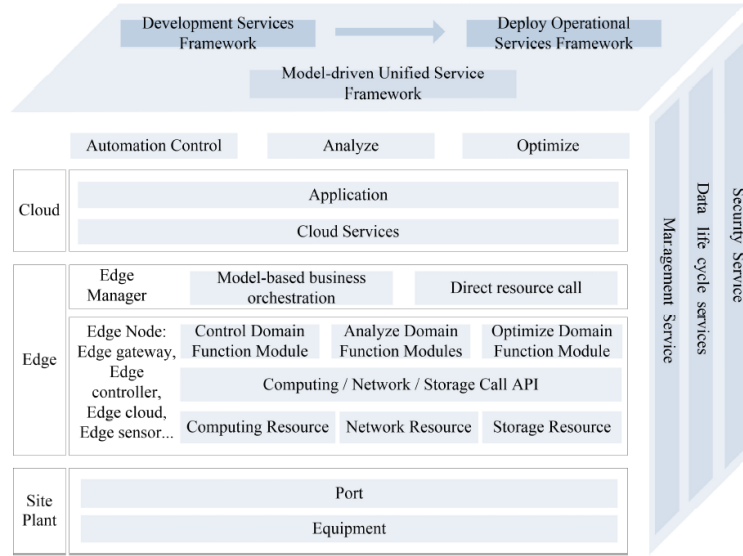 Development Services
Framework
Deploy Operational
Services Framework
Model-driven Unified Service
Framework
Automation Control
Analyze
Optimize
Cloud
Application
Cloud Services
Edge
Edge
Manager
Model-based business
orchestration
Direct resource call
Edge Node:
Edge gateway,
Edge
controller,
Edge cloud,
Edge sensor...
Control Domain
Function Module
Analyze Domain
Function Modules
Optimize Domain
Function Module
Computing / Network / Storage Call API
Computing Resource
Network Resource
Storage Resource
Site
Plant
Port
Equipment
Management Service
Data life cycle services
Security Service